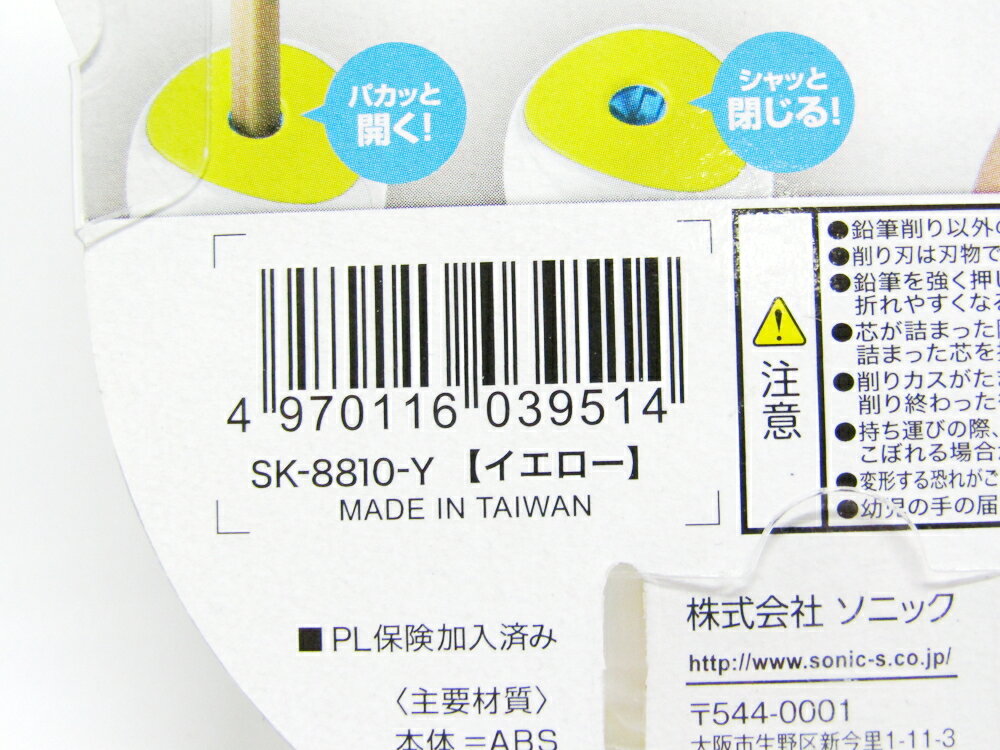 パカッと
開く!
シャッと
閉じる!
4 970116 039514
SK-8810-Y 【イエロー】
MADE IN TAIWAN
注意
●鉛筆削り以外の
●削り刃は刃物で
●鉛筆を強く押し
折れやすくなる
●芯が詰まった
詰まった芯を
●削りカスがたま
削り終わった
●持ち運びの際、
こぼれる場合
●変形する恐れがご
●幼児の手の届
■PL保険加入済み
〈主要材質〉
本体=ABS
株式会社 ソニック
http://www.sonic-s.co.jp/
〒544-0001
大阪市生野区新今里1-11-3